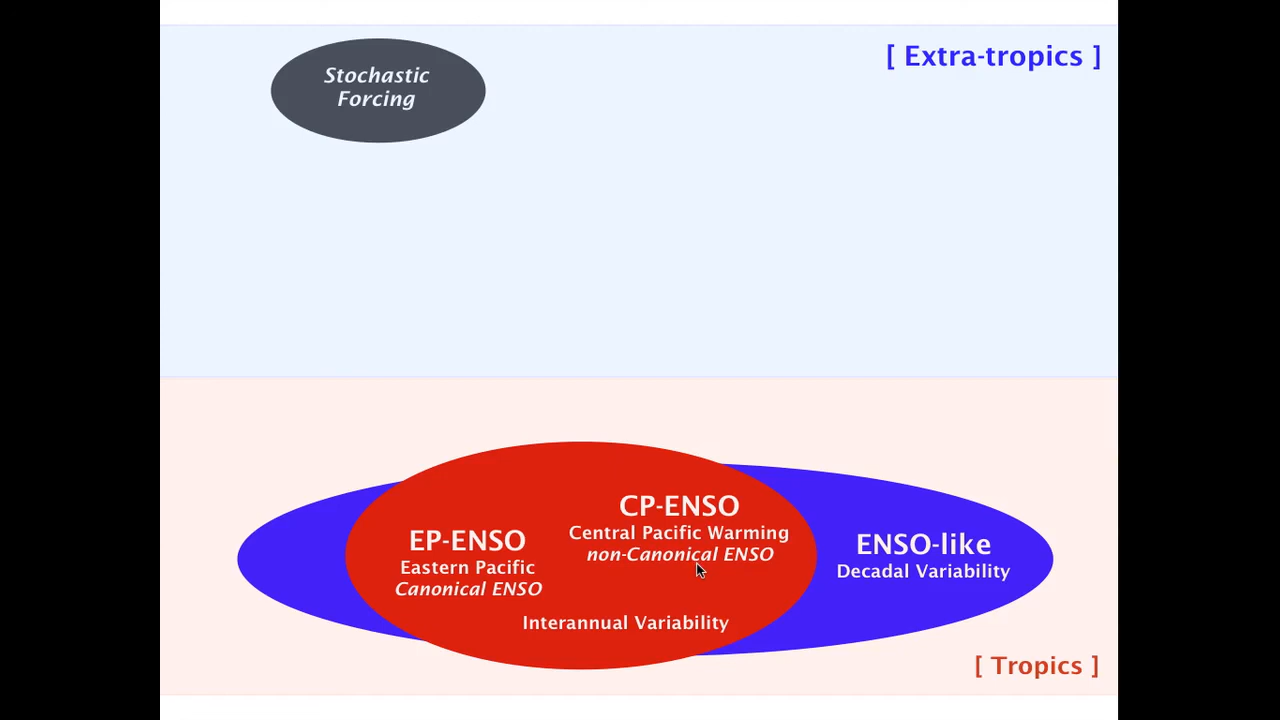 [ Extra-tropics ]
Stochastic
Forcing
CP-ENSO
Central Pacific Warming
non-Canonical ENSO
EP-ENSO
Eastern Pacific
Canonical ENSO
ENSO-like
Decadal Variability
Interannual Variability
[ Tropics ]